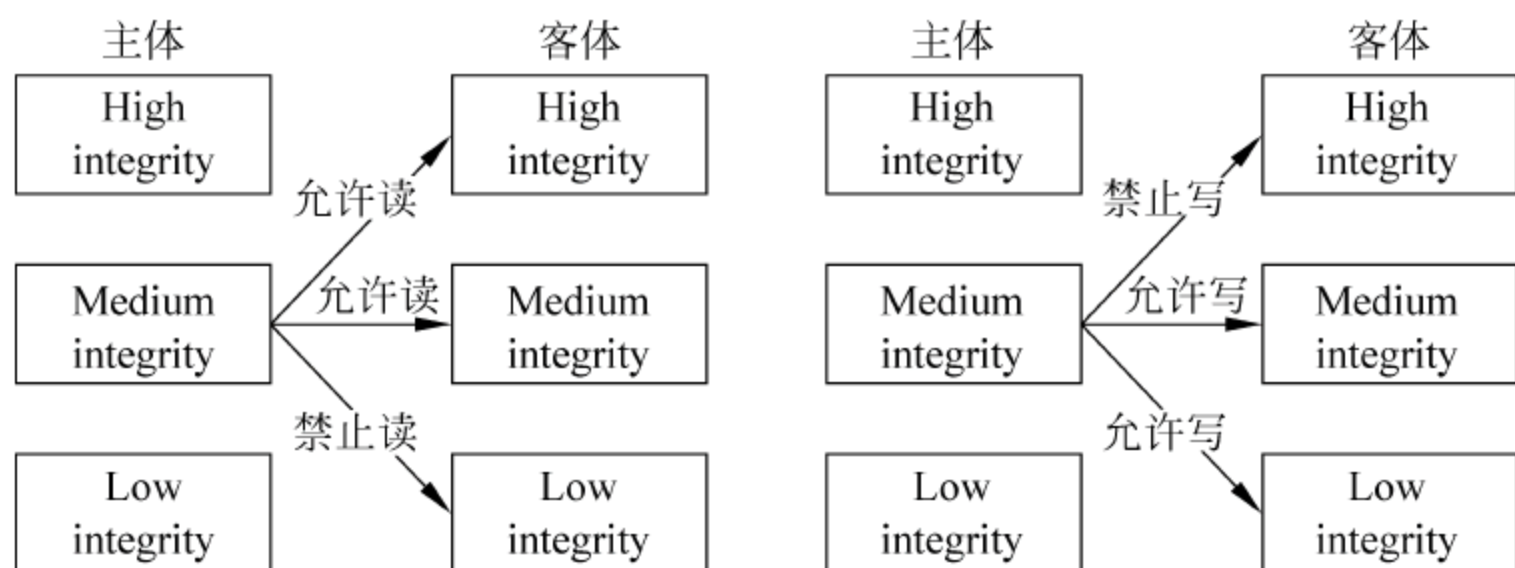 主体 客体 主体 客体
High High High High
integrity integrity integrity integrity
允许读 禁止写
Medium 允许读 Medium Medium 允许写 Medium
integrity integrity integrity integrity
禁止读 允许写
Low Low Low Low
integrity integrity integrity integrity